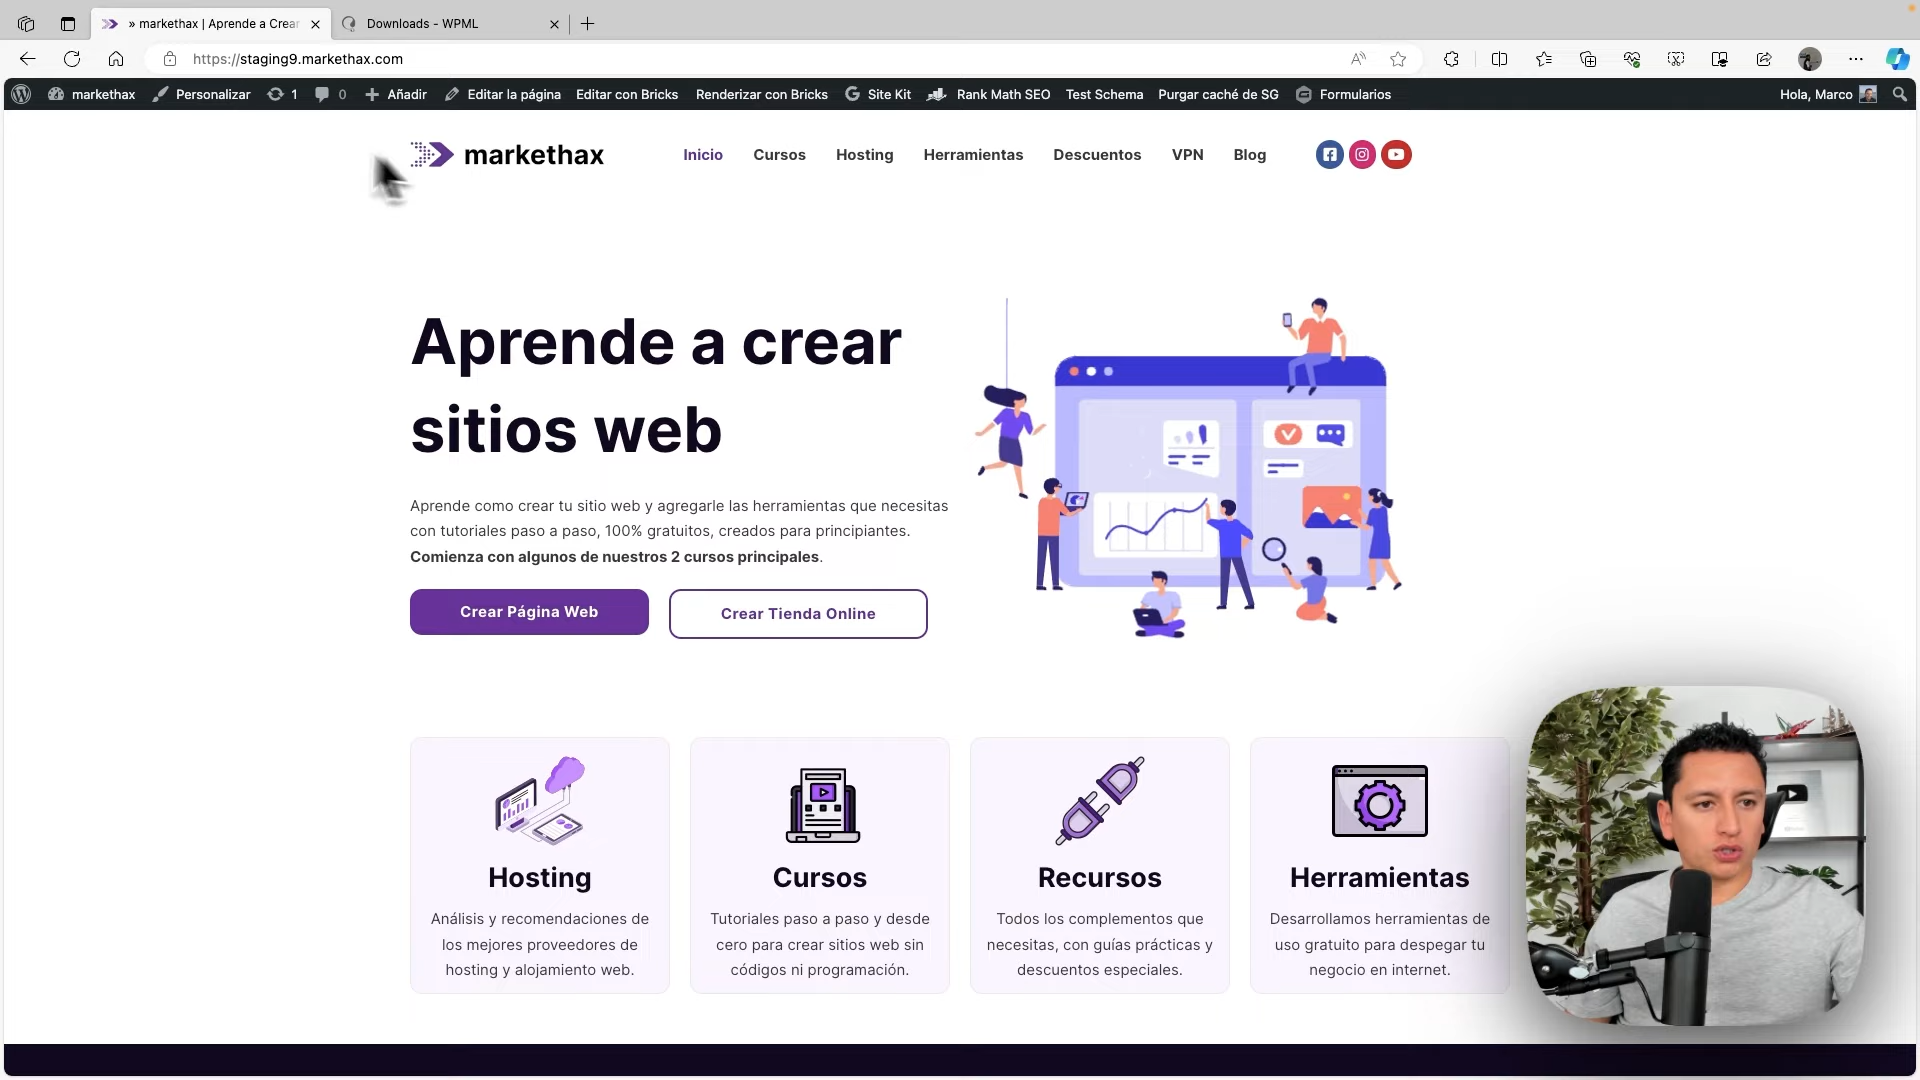 » markethax | Aprende a Crear
Downloads - WPML
https://staging9.markethax.com
markethax
Personalizar
1
0
Añadir
Editar la página
Editar con Bricks
Renderizar con Bricks
Site Kit
Rank Math SEO
Test Schema
Purgar caché de SG
Formularios
Hola, Marco
markethax
Inicio
Cursos
Hosting
Herramientas
Descuentos
VPN
Blog
Aprende a crear
sitios web
Aprende como crear tu sitio web y agregarle las herramientas que necesitas
con tutoriales paso a paso, 100% gratuitos, creados para principiantes.
Comienza con algunos de nuestros 2 cursos principales.
Crear Página Web
Crear Tienda Online
Hosting
Análisis y recomendaciones de
los mejores proveedores de
hosting y alojamiento web.
Cursos
Tutoriales paso a paso y desde
cero para crear sitios web sin
códigos ni programación.
Recursos
Todos los complementos que
necesitas, con guías prácticas y
descuentos especiales.
Herramientas
Desarrollamos herramientas de
uso gratuito para despegar tu
negocio en internet.